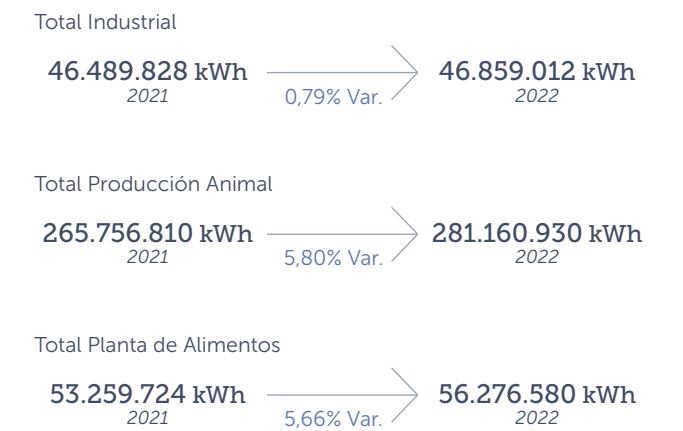 Total Industrial
46.489.828 kWh
2021
0,79% Var.
46.859.012 kWh
2022
Total Producción Animal
265.756.810 kWh
2021
5,80% Var.
281.160.930 kWh
2022
Total Planta de Alimentos
53.259.724 kWh
2021
5,66% Var.
56.276.580 kWh
2022